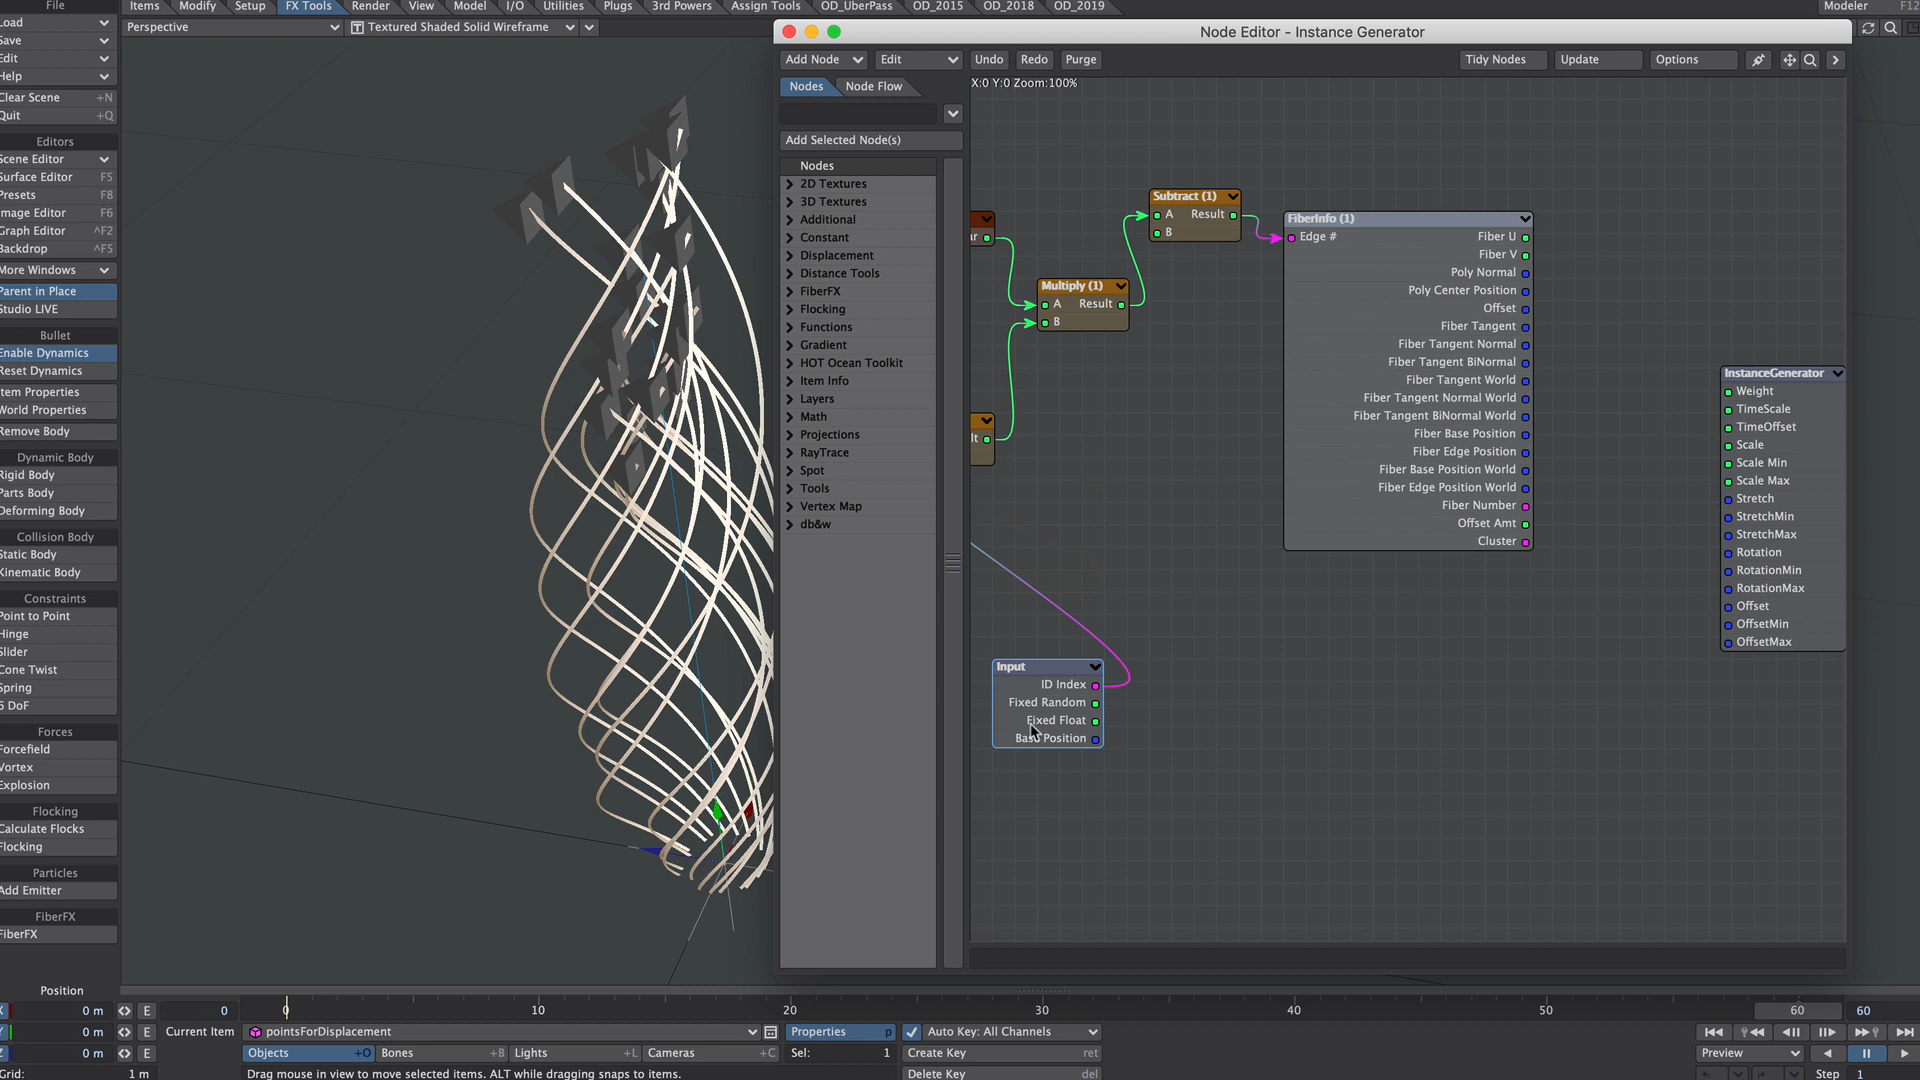 File
Items
Modify
Setup
FX Tools
Render
View
Model
I/O
Utilities
Plugs
3rd Powers
Assign Tools
OD_UberPass
OD_2015
OD_2018
OD_2019
Modeler F12
Load
Save
Edit
Help
Clear Scene +N
Quit +Q
Editors
Scene Editor
Surface Editor F5
Presets F8
Image Editor F6
Graph Editor ^F2
Backdrop ^F5
More Windows
Parent in Place
Studio LIVE
Bullet
Enable Dynamics
Reset Dynamics
Item Properties
World Properties
Remove Body
Dynamic Body
Rigid Body
Parts Body
Deforming Body
Collision Body
Static Body
Kinematic Body
Constraints
Point to Point
Hinge
Slider
Cone Twist
Spring
6 DoF
Forces
Forcefield
Vortex
Explosion
Flocking
Calculate Flocks
Flocking
Particles
Add Emitter
FiberFX
FiberFX
Perspective
Textured Shaded Solid Wireframe
Node Editor - Instance Generator
Add Node
Edit
Undo
Redo
Purge
Tidy Nodes
Update
Options
Nodes
Node Flow
X:0 Y:0 Zoom:100%
Add Selected Node(s)
Nodes
2D Textures
3D Textures
Additional
Constant
Displacement
Distance Tools
FiberFX
Flocking
Functions
Gradient
HOT Ocean Toolkit
Item Info
Layers
Math
Projections
RayTrace
Spot
Tools
Vertex Map
db&w
Subtract (1)
A Result
B
Multiply (1)
A Result
B
FiberInfo (1)
Edge # Fiber U
Fiber V
Poly Normal
Poly Center Position
Offset
Fiber Tangent
Fiber Tangent Normal
Fiber Tangent BiNormal
Fiber Tangent World
Fiber Tangent Normal World
Fiber Tangent BiNormal World
Fiber Base Position
Fiber Edge Position
Fiber Base Position World
Fiber Edge Position World
Fiber Number
Offset Amt
Cluster
InstanceGenerator
Weight
TimeScale
TimeOffset
Scale
Scale Min
Scale Max
Stretch
StretchMin
StretchMax
Rotation
RotationMin
RotationMax
Offset
OffsetMin
OffsetMax
Input
ID Index
Fixed Random
Fixed Float
Base Position
Position
X 0 m E
Y 0 m E
Z 0 m E
Grid: 1 m
0
0 10 20 30 40 50 60
60
Current Item
pointsForDisplacement
Properties p
Auto Key: All Channels
Objects +O
Bones +B
Lights +L
Cameras +C
Sel: 1
Create Key ret
Delete Key del
Drag mouse in view to move selected items. ALT while dragging snaps to items.
Preview
Step 1